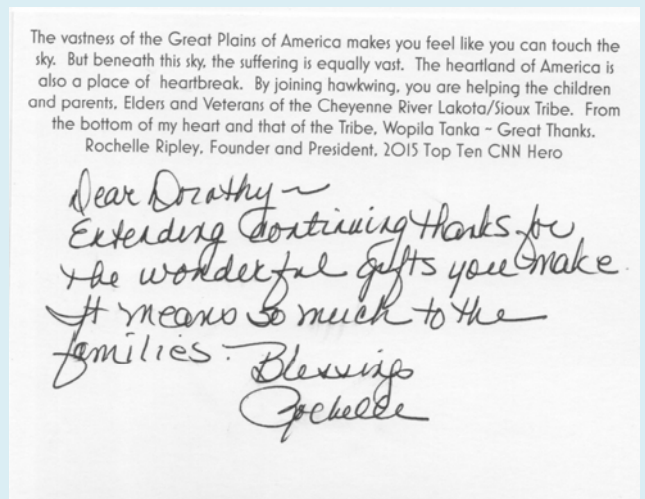 The vastness of the Great Plains of America makes you feel like you can touch the
sky. But beneath this sky, the suffering is equally vast. The heartland of America is
also a place of heartbreak. By joining hawkwing, you are helping the children
and parents, Elders and Veterans of the Cheyenne River Lakota/Sioux Tribe. From
the bottom of my heart and that of the Tribe, Wopila Tanka - Great Thanks.
Rochelle Ripley, Founder and President, 2015 Top Ten CNN Hero
Dear Dorathy~
Extending Continuing thanks for
the wonderful gifts you make.
It means so much to the
families. Blessings
Rochelle